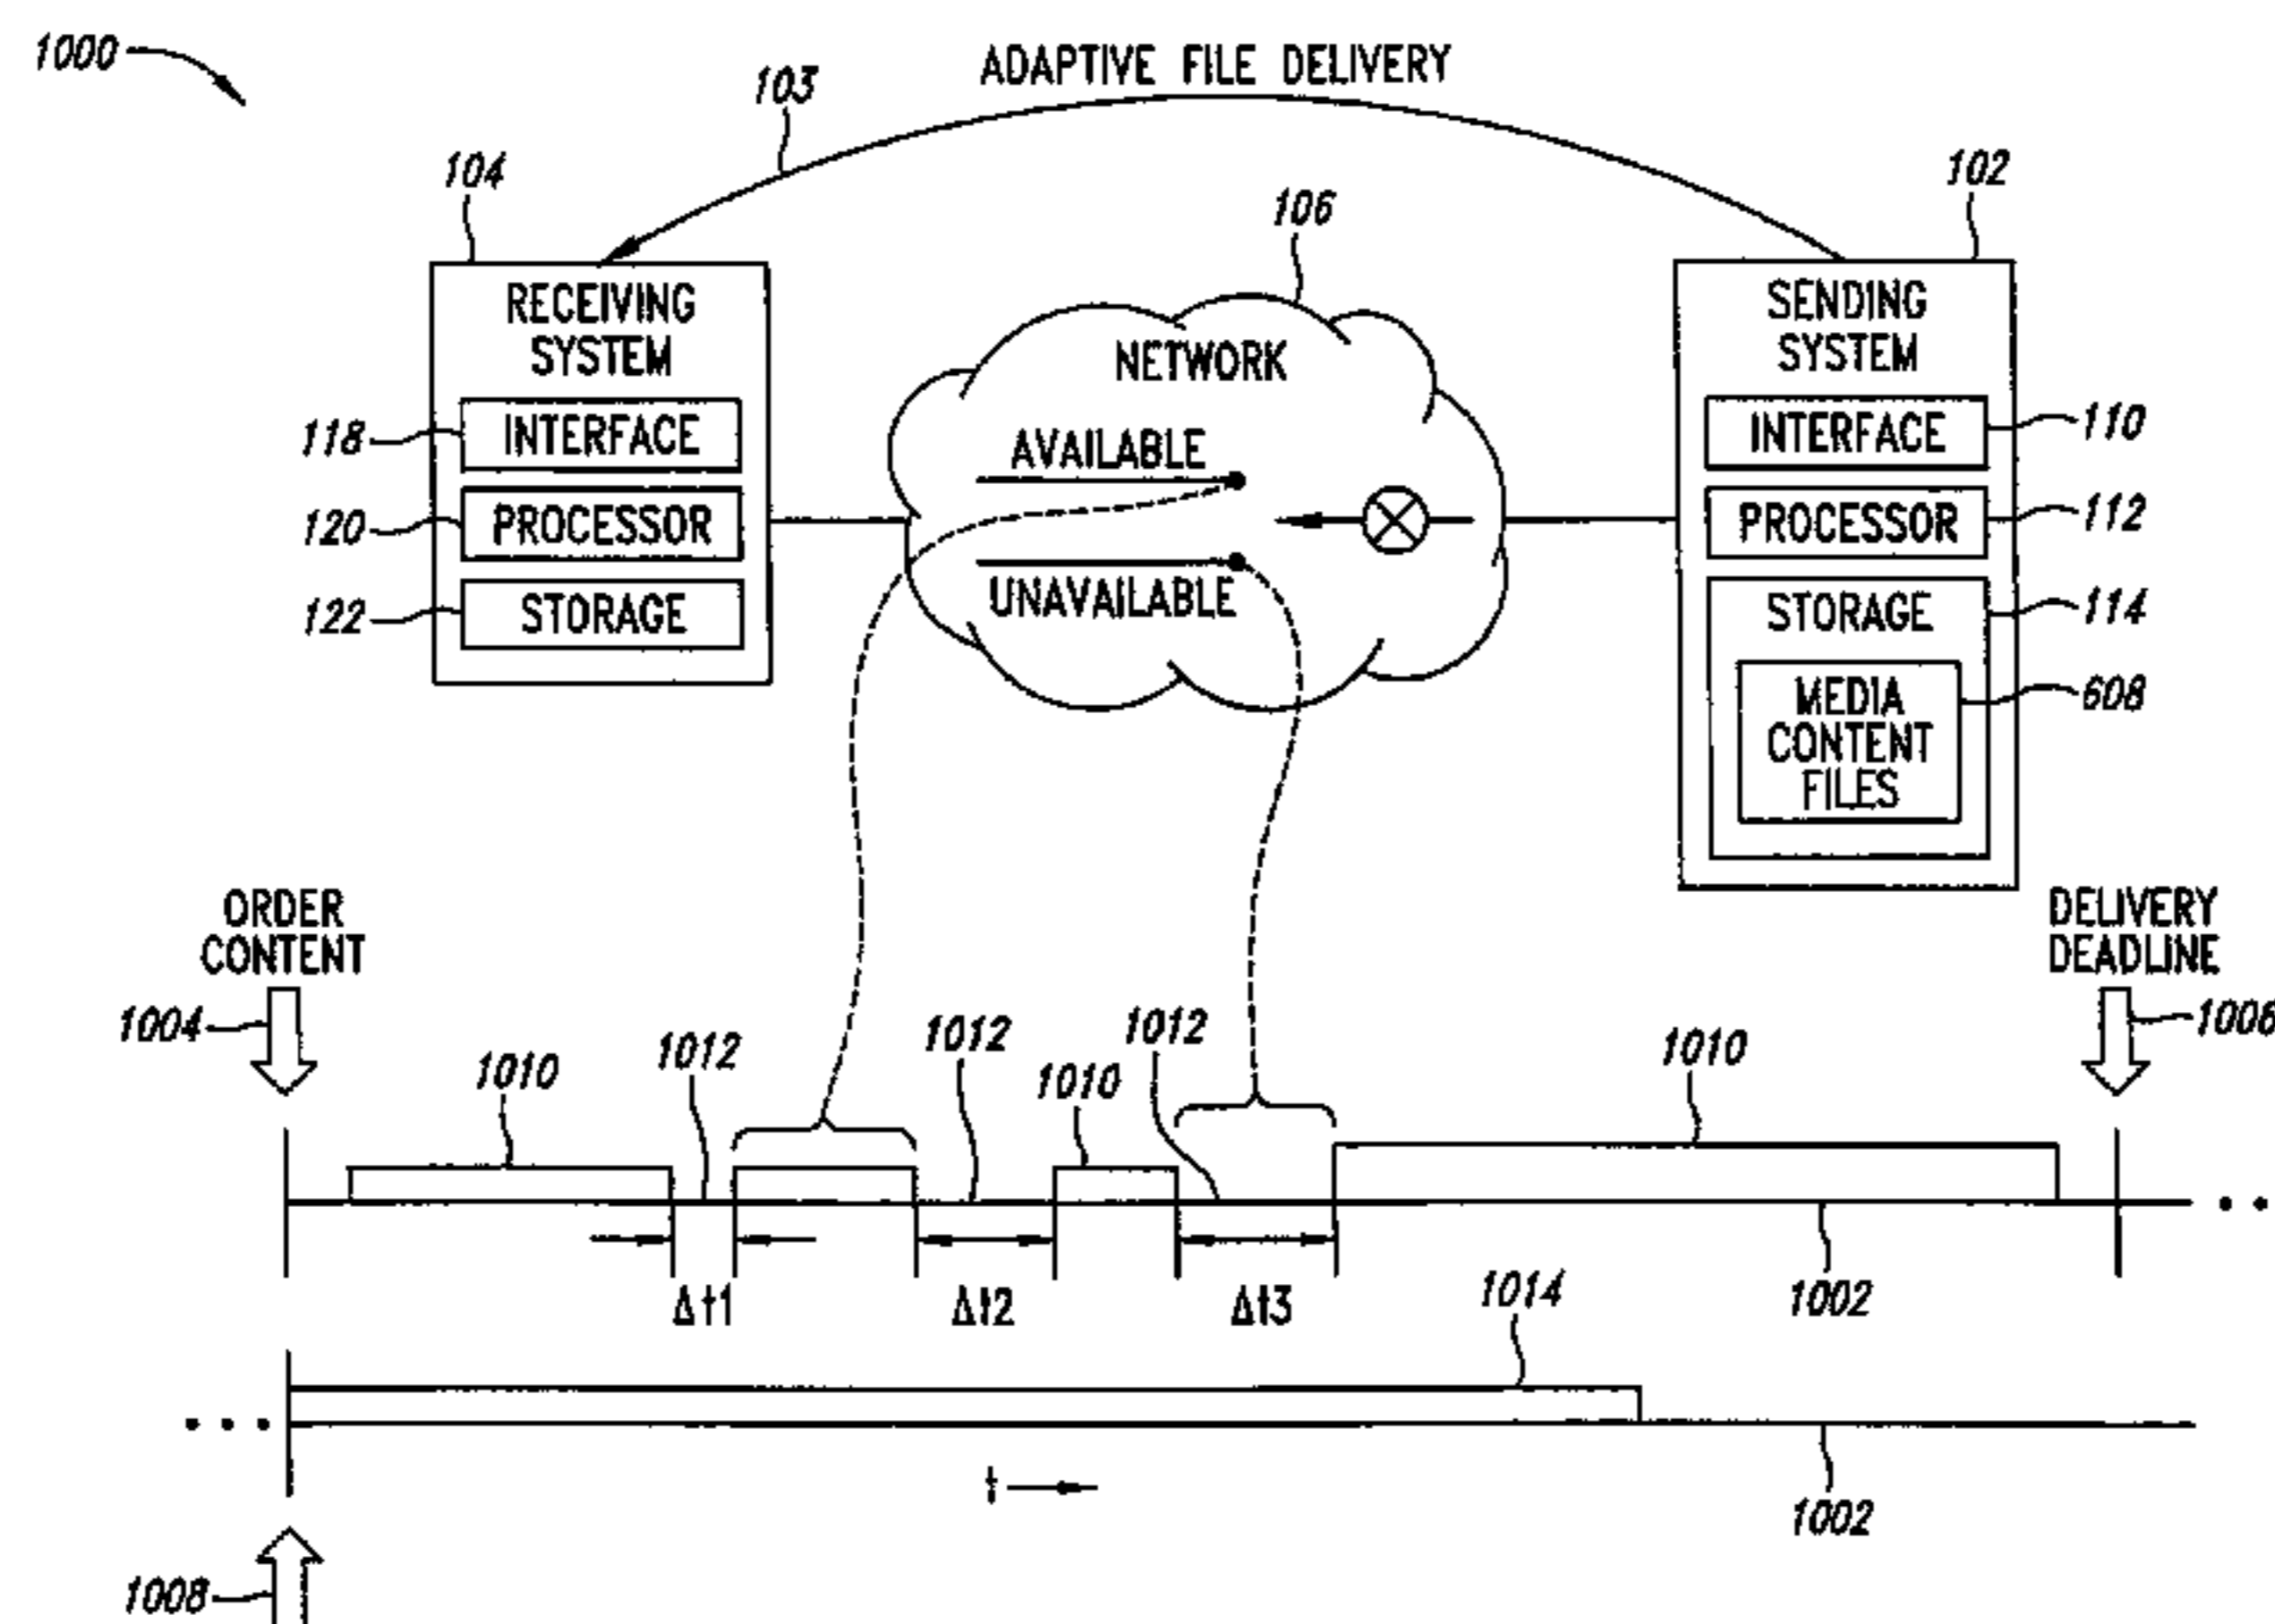 1000
ADAPTIVE FILE DELIVERY
103
104
106
102
RECEIVING
SYSTEM
118
INTERFACE
120
PROCESSOR
122
STORAGE
NETWORK
AVAILABLE
UNAVAILABLE
SENDING
SYSTEM
INTERFACE
110
PROCESSOR
112
STORAGE
114
MEDIA
CONTENT
FILES
608
ORDER
CONTENT
1004
DELIVERY
DEADLINE
1006
1010
1012
1012
1010
1012
1010
Δt1
Δt2
Δt3
1002
1014
t
1002
1008